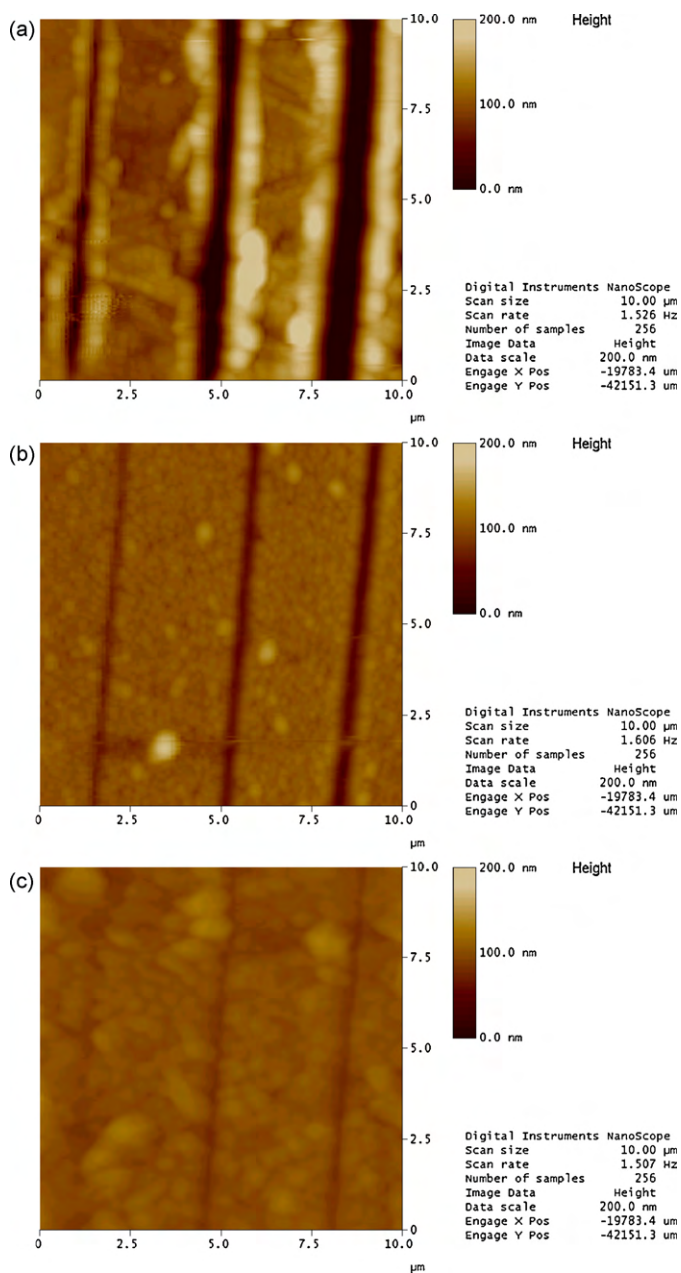 (a)
10.0
200.0 nm
Height
7.5
100.0 nm
5.0
0.0 nm
2.5
Digital Instruments NanoScope
Scan size 10.00 µm
Scan rate 1.526 Hz
Number of samples 256
Image Data Height
Data scale 200.0 nm
Engage X Pos -19783.4 um
Engage Y Pos -42151.3 um
0
0 2.5 5.0 7.5 10.0
µm
(b)
10.0
200.0 nm
Height
7.5
100.0 nm
5.0
0.0 nm
2.5
Digital Instruments NanoScope
Scan size 10.00 µm
Scan rate 1.606 Hz
Number of samples 256
Image Data Height
Data scale 200.0 nm
Engage X Pos -19783.4 um
Engage Y Pos -42151.3 um
0
0 2.5 5.0 7.5 10.0
µm
(c)
10.0
200.0 nm
Height
7.5
100.0 nm
5.0
0.0 nm
2.5
Digital Instruments NanoScope
Scan size 10.00 µm
Scan rate 1.507 Hz
Number of samples 256
Image Data Height
Data scale 200.0 nm
Engage X Pos -19783.4 um
Engage Y Pos -42151.3 um
0
0 2.5 5.0 7.5 10.0
µm